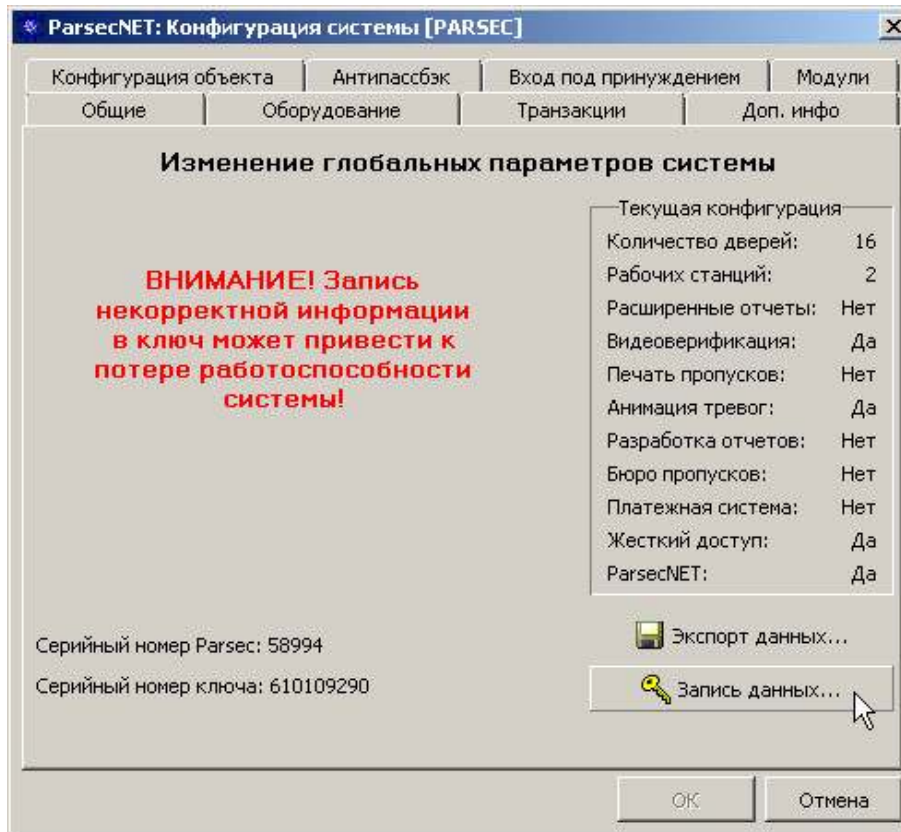 ParsecNET: Конфигурация системы [PARSEC]
Конфигурация объекта Антипассбэк Вход под принуждением Модули
Общие Оборудование Транзакции Доп. инфо
Изменение глобальных параметров системы
ВНИМАНИЕ! Запись
некорректной информации
в ключ может привести к
потере работоспособности
системы!
Текущая конфигурация
Количество дверей: 16
Рабочих станций: 2
Расширенные отчеты: Нет
Видеоверификация: Да
Печать пропусков: Нет
Анимация тревог: Да
Разработка отчетов: Нет
Бюро пропусков: Нет
Платежная система: Нет
Жесткий доступ: Да
ParsecNET: Да
Серийный номер Parsec: 58994
Серийный номер ключа: 610109290
Экспорт данных...
Запись данных...
OK Отмена